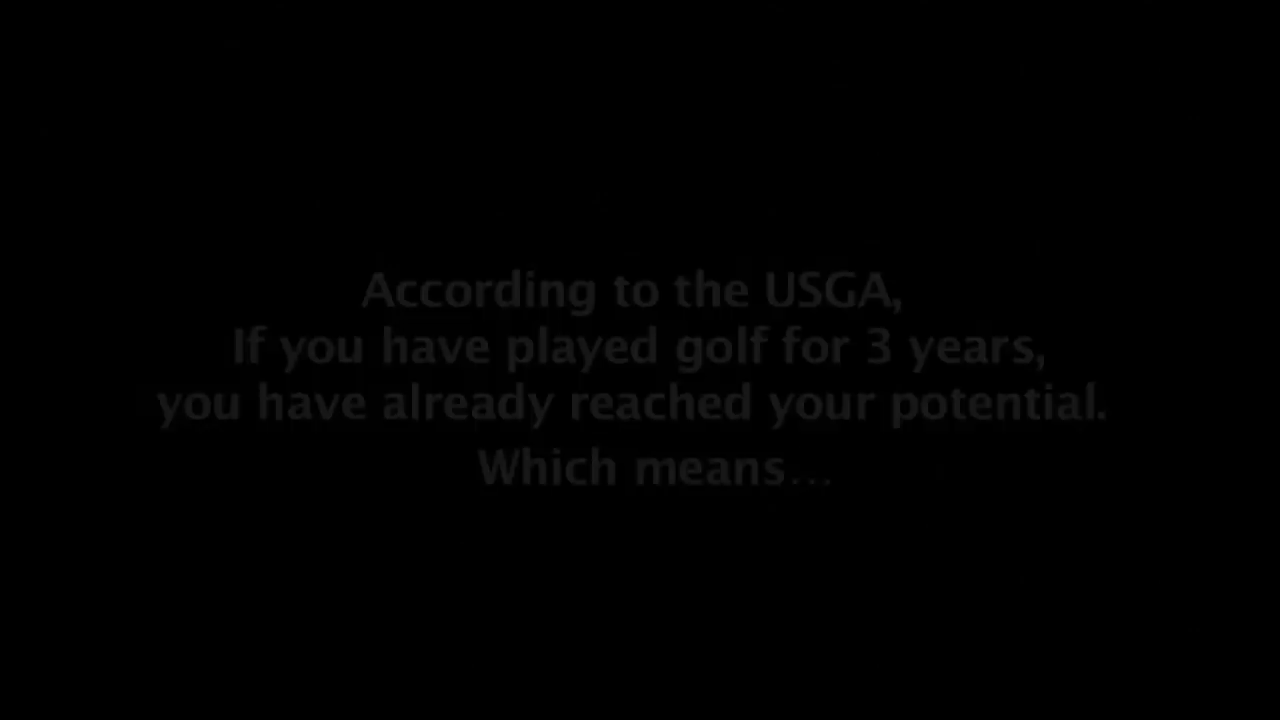 According to the USGA,
If you have played golf for 3 years,
you have already reached your potential.
Which means...